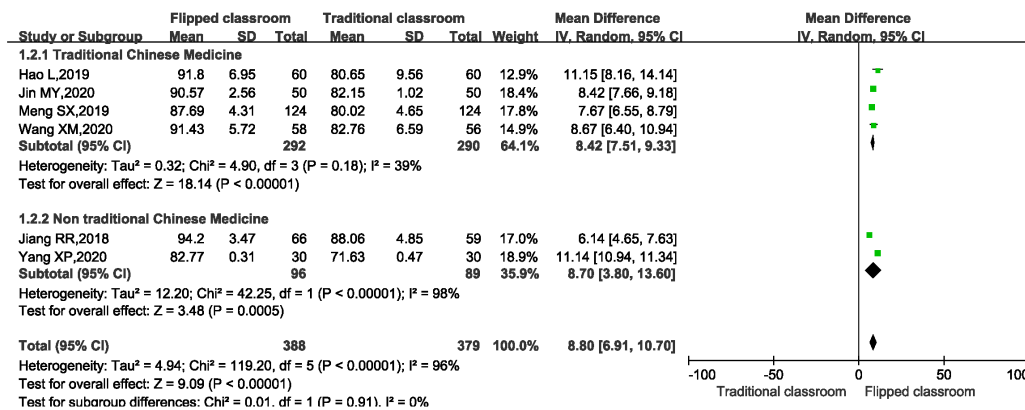 Flipped classroom Traditional classroom Mean Difference Mean Difference
Study or Subgroup Mean SD Total Mean SD Total Weight IV, Random, 95% CI IV, Random, 95% CI
1.2.1 Traditional Chinese Medicine
Hao L,2019 91.8 6.95 60 80.65 9.56 60 12.9% 11.15 [8.16, 14.14]
Jin MY,2020 90.57 2.56 50 82.15 1.02 50 18.4% 8.42 [7.66, 9.18]
Meng SX,2019 87.69 4.31 124 80.02 4.65 124 17.8% 7.67 [6.55, 8.79]
Wang XM,2020 91.43 5.72 58 82.76 6.59 56 14.9% 8.67 [6.40, 10.94]
Subtotal (95% CI) 292 290 64.1% 8.42 [7.51, 9.33]
Heterogeneity: Tau² = 0.32; Chi² = 4.90, df = 3 (P = 0.18); I² = 39%
Test for overall effect: Z = 18.14 (P < 0.00001)
1.2.2 Non traditional Chinese Medicine
Jiang RR,2018 94.2 3.47 66 88.06 4.85 59 17.0% 6.14 [4.65, 7.63]
Yang XP,2020 82.77 0.31 30 71.63 0.47 30 18.9% 11.14 [10.94, 11.34]
Subtotal (95% CI) 96 89 35.9% 8.70 [3.80, 13.60]
Heterogeneity: Tau² = 12.20; Chi² = 42.25, df = 1 (P < 0.00001); I² = 98%
Test for overall effect: Z = 3.48 (P = 0.0005)
Total (95% CI) 388 379 100.0% 8.80 [6.91, 10.70]
Heterogeneity: Tau² = 4.94; Chi² = 119.20, df = 5 (P < 0.00001); I² = 96%
Test for overall effect: Z = 9.09 (P < 0.00001)
Test for subgroup differences: Chi² = 0.01, df = 1 (P = 0.91), I² = 0%
-100 -50 0 50 100
Traditional classroom Flipped classroom